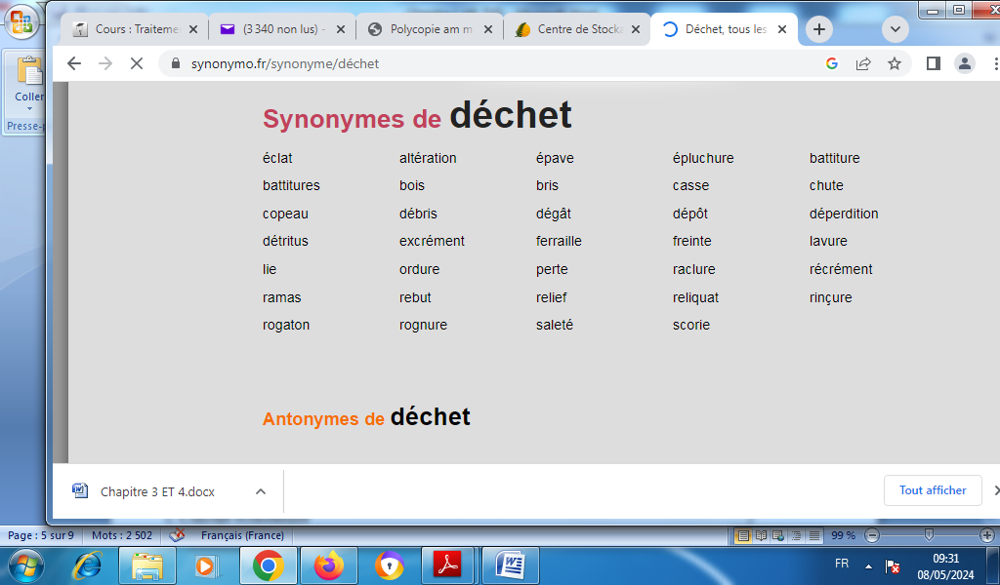 Cours : Traiteme
(3 340 non lus) -
Polycopie am m
Centre de Stocka
Déchet, tous les
synonymo.fr/synonyme/déchet
Coller
Presse-p
Synonymes de déchet
éclat altération épave épluchure battiture
battitures bois bris casse chute
copeau débris dégât dépôt déperdition
détritus excrément ferraille freinte lavure
lie ordure perte raclure récrément
ramas rebut relief reliquat rinçure
rogaton rognure saleté scorie
Antonymes de déchet
Chapitre 3 ET 4.docx
Tout afficher
Page : 5 sur 9 Mots : 2 502 Français (France) 99 %
FR
09:31
08/05/2024